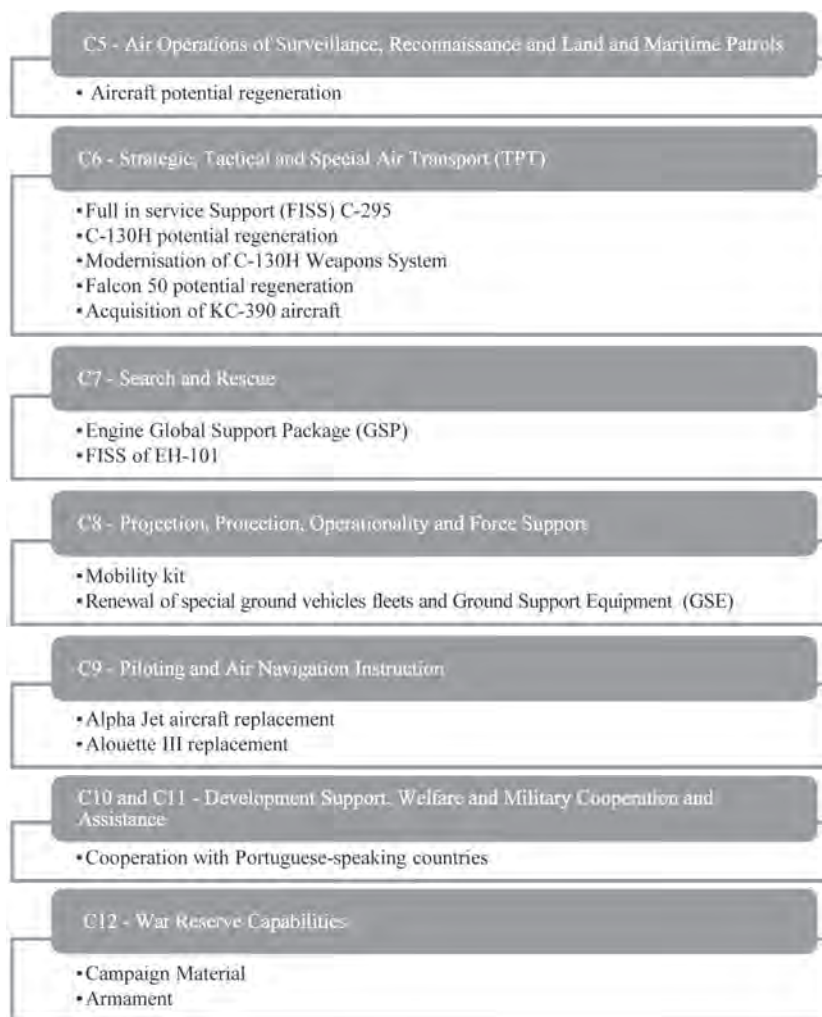 C5 - Air Operations of Surveillance, Reconnaissance and Land and Maritime Patrols
• Aircraft potential regeneration
C6 - Strategic, Tactical and Special Air Transport (TPT)
•Full in service Support (FISS) C-295
•C-130H potential regeneration
•Modernisation of C-130H Weapons System
•Falcon 50 potential regeneration
•Acquisition of KC-390 aircraft
C7 - Search and Rescue
•Engine Global Support Package (GSP)
•FISS of EH-101
C8 - Projection, Protection, Operationality and Force Support
•Mobility kit
•Renewal of special ground vehicles fleets and Ground Support Equipment (GSE)
C9 - Piloting and Air Navigation Instruction
•Alpha Jet aircraft replacement
•Alouette III replacement
C10 and C11 - Development Support, Welfare and Military Cooperation and
Assistance
•Cooperation with Portuguese-speaking countries
C12 - War Reserve Capabilities
•Campaign Material
•Armament